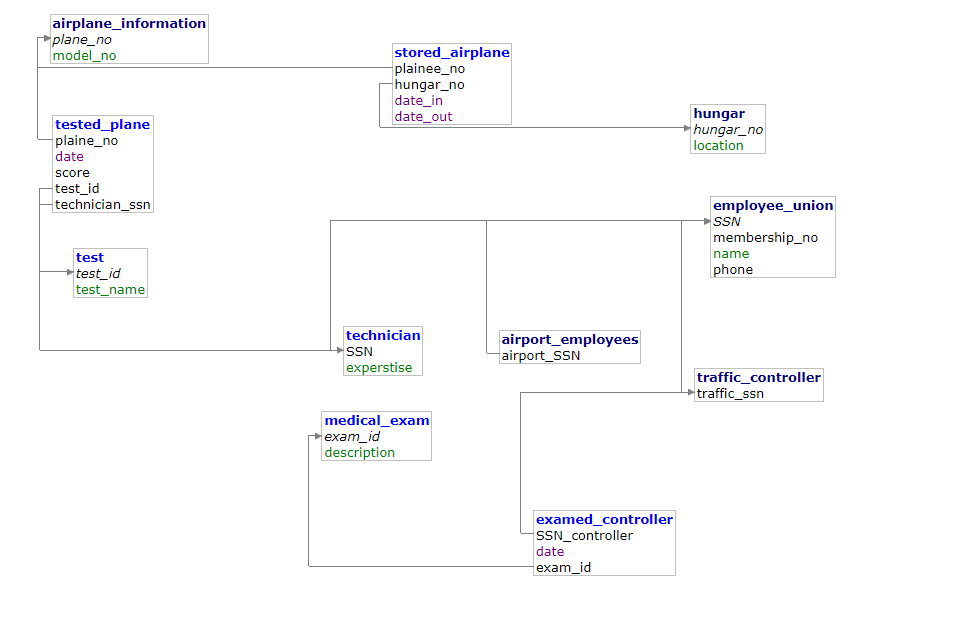 airplane_information
plane_no
model_no
stored_airplane
plainee_no
hungar_no
date_in
date_out
hungar
hungar_no
location
tested_plane
plaine_no
date
score
test_id
technician_ssn
employee_union
SSN
membership_no
name
phone
test
test_id
test_name
technician
SSN
experstise
airport_employees
airport_SSN
traffic_controller
traffic_ssn
medical_exam
exam_id
description
examed_controller
SSN_controller
date
exam_id